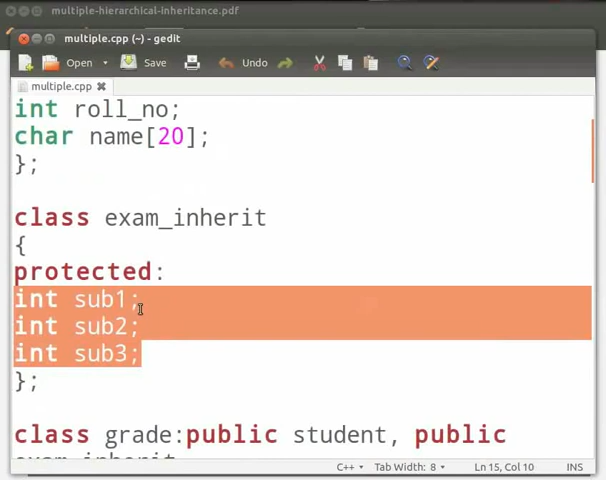 multiple-hierarchical-inheritance.pdf
multiple.cpp (~) - gedit
Open Save Undo
multiple.cpp
int roll_no;
char name[20];
};
class exam_inherit
{
protected:
int sub1;
int sub2;
int sub3;
};
class grade:public student, public
exam_inherit
C++ Tab Width: 8 Ln 15, Col 10 INS